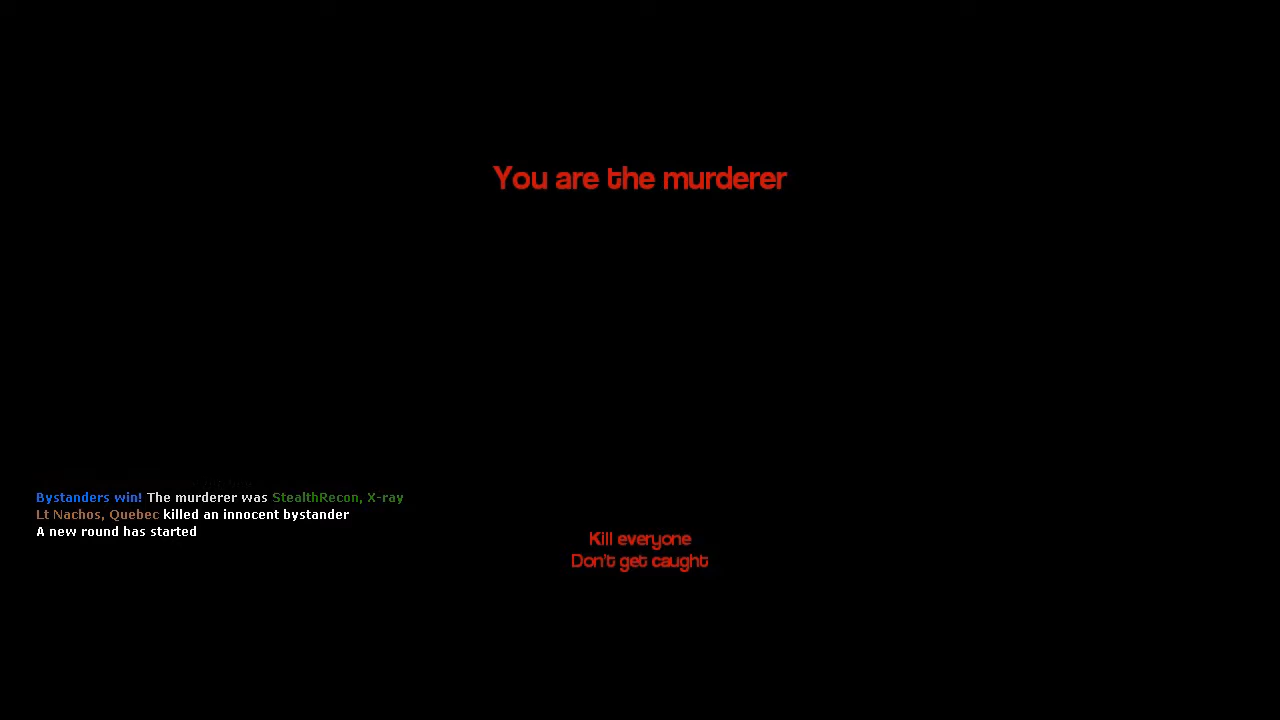 You are the murderer
Bystanders win! The murderer was StealthRecon, X-ray
Lt Nachos, Quebec killed an innocent bystander
A new round has started
Kill everyone
Don't get caught